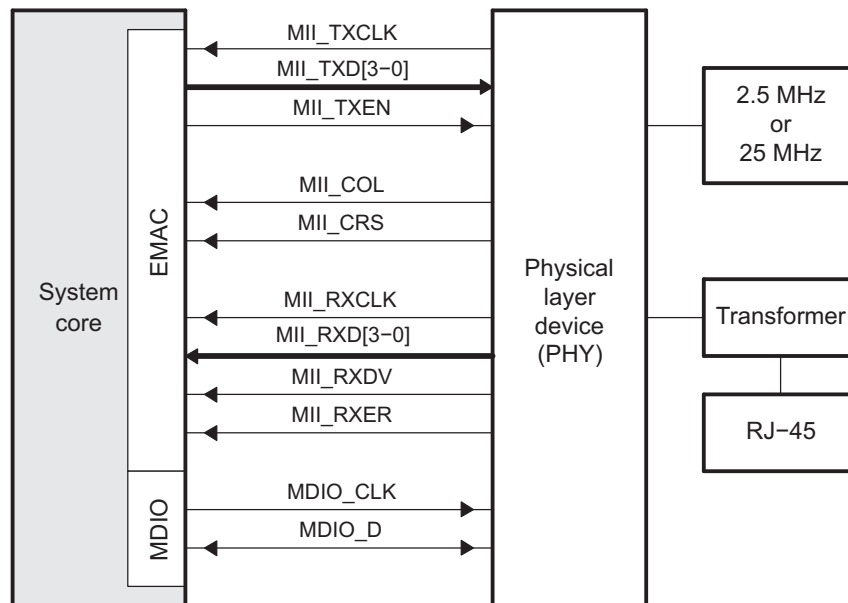 MII_TXCLK
MII_TXD[3−0]
MII_TXEN
MII_COL
MII_CRS
MII_RXCLK
MII_RXD[3−0]
MII_RXDV
MII_RXER
MDIO_CLK
MDIO_D
System
core
EMAC
MDIO
Physical
layer
device
(PHY)
2.5 MHz
or
25 MHz
Transformer
RJ−45